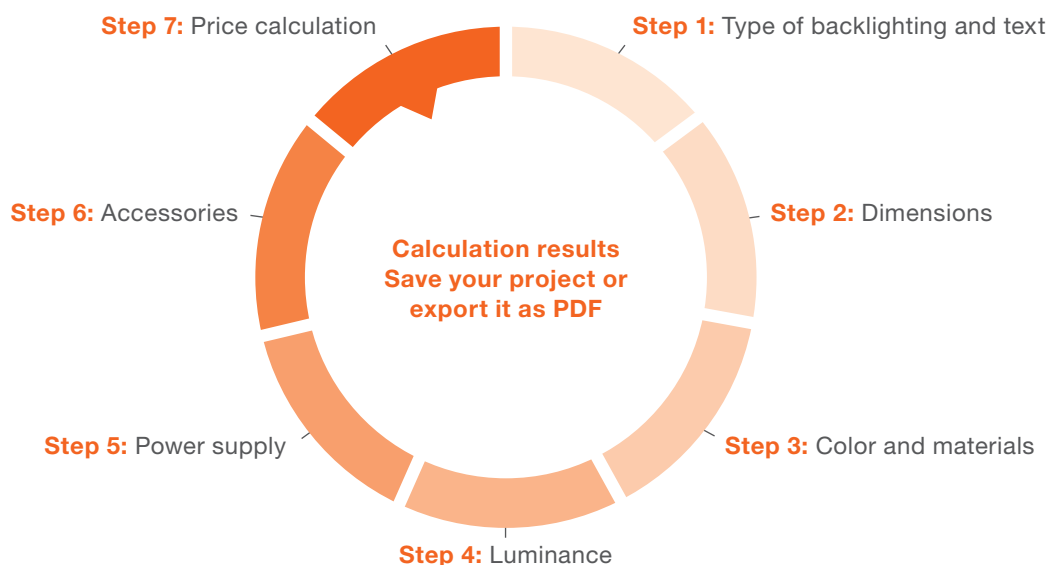 Step 1: Type of backlighting and text
Step 2: Dimensions
Step 3: Color and materials
Step 4: Luminance
Step 5: Power supply
Step 6: Accessories
Step 7: Price calculation
Calculation results
Save your project or
export it as PDF